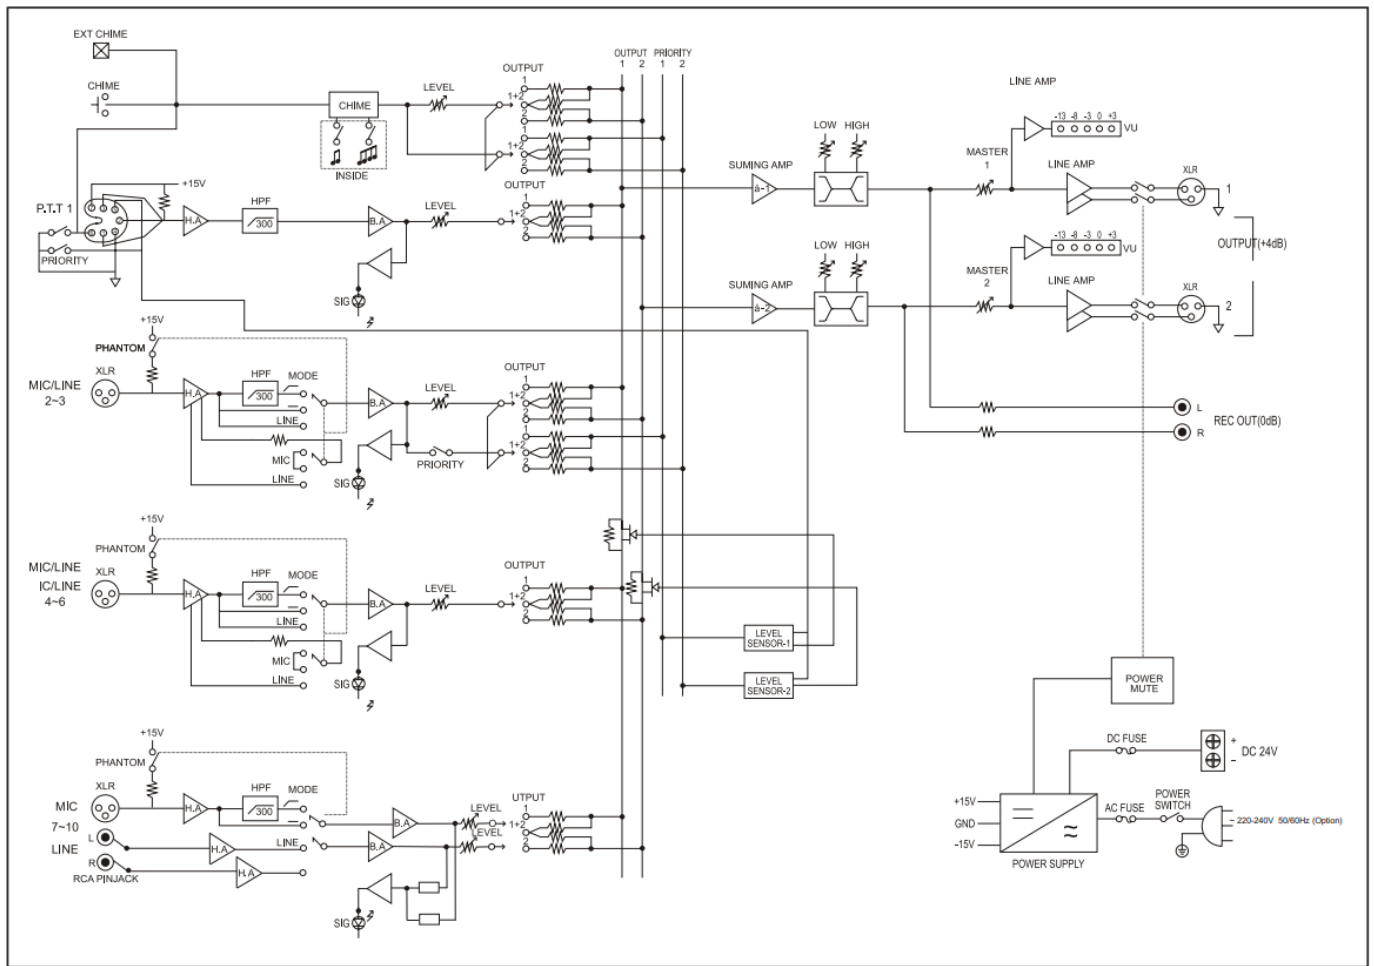 EXT CHIME
CHIME
CHIME
INSIDE
LEVEL
OUTPUT
1
1+2
2
1
1+2
2
OUTPUT PRIORITY
1 2 1 2
P.T.T 1
PRIORITY
+15V
H.A
HPF
300
B.A
SIG
LEVEL
OUTPUT
1
1+2
2
+15V
PHANTOM
XLR
MIC/LINE
2~3
H.A
HPF
300
MODE
LINE
MIC
LINE
B.A
SIG
LEVEL
PRIORITY
OUTPUT
1
1+2
2
1
1+2
2
+15V
PHANTOM
MIC/LINE
XLR
IC/LINE
4~6
H.A
HPF
300
MODE
LINE
MIC
LINE
B.A
SIG
LEVEL
OUTPUT
1
1+2
2
+15V
PHANTOM
XLR
MIC
7~10
L
LINE
R
RCA PINJACK
H.A
H.A
H.A
HPF
300
MODE
LINE
B.A
B.A
SIG
LEVEL
LEVEL
UTPUT
1
1+2
2
LINE AMP
LOW HIGH
SUMING AMP
â-1
MASTER
1
-13 -8 -3 0 +3
VU
LINE AMP
XLR
1
LOW HIGH
SUMING AMP
â-2
MASTER
2
-13 -8 -3 0 +3
VU
LINE AMP
XLR
2
OUTPUT(+4dB)
L
R
REC OUT(0dB)
LEVEL
SENSOR-1
LEVEL
SENSOR-2
POWER
MUTE
DC FUSE
+
-
DC 24V
+15V
GND
-15V
POWER SUPPLY
AC FUSE
POWER
SWITCH
~ 220-240V 50/60Hz (Option)